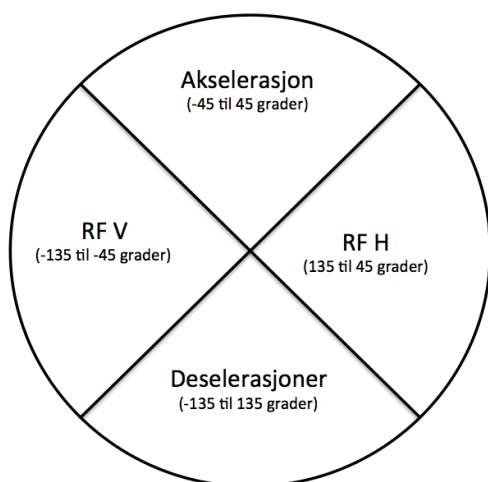 Akselerasjon
(-45 til 45 grader)
RF V
(-135 til -45 grader)
RF H
(135 til 45 grader)
Deselerasjoner
(-135 til 135 grader)